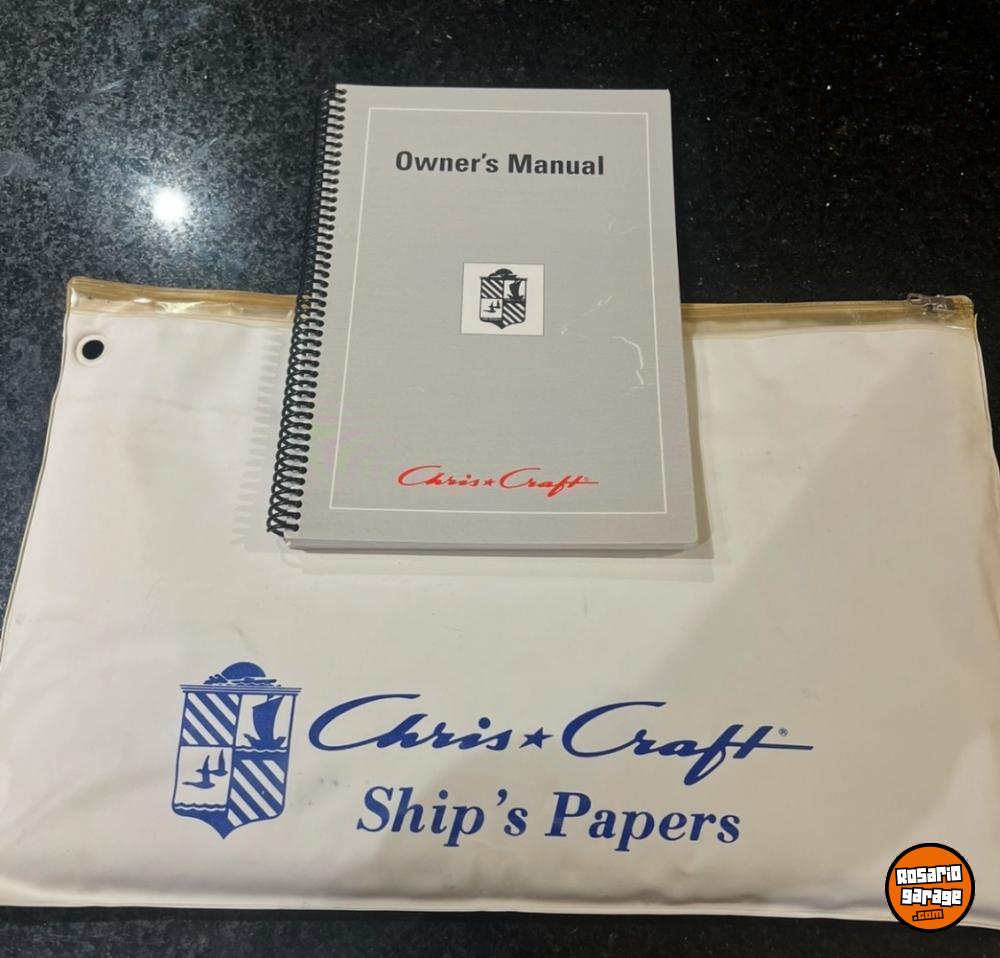 Owner's Manual
Chris★Craft®
Chris★Craft®
Ship's Papers
Rosario
garage
.com